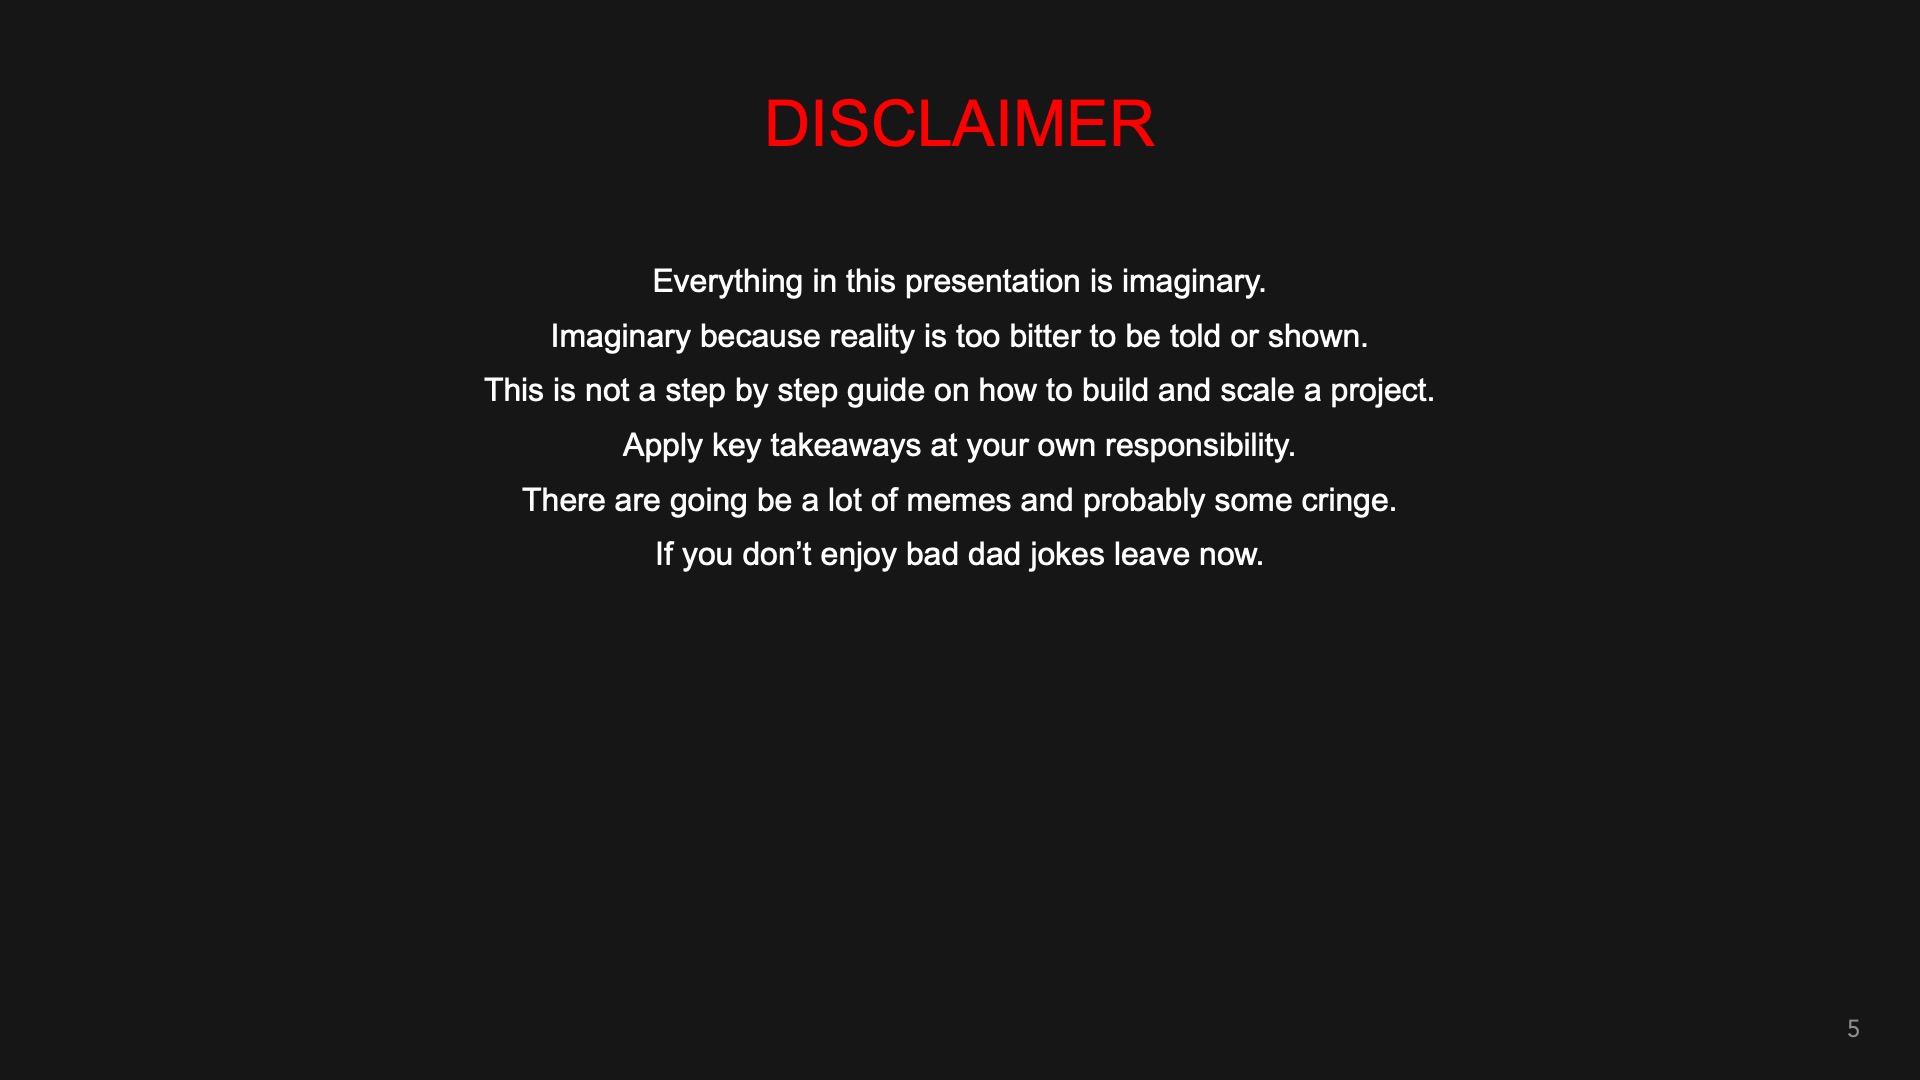 DISCLAIMER
Everything in this presentation is imaginary.
Imaginary because reality is too bitter to be told or shown.
This is not a step by step guide on how to build and scale a project.
Apply key takeaways at your own responsibility.
There are going be a lot of memes and probably some cringe.
If you don’t enjoy bad dad jokes leave now.
5